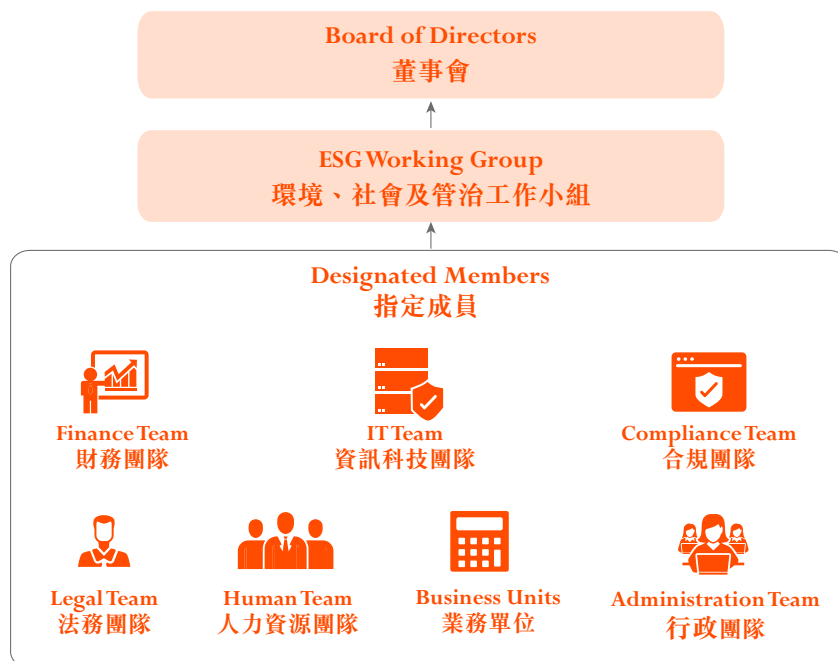 Board of Directors
董事會
ESG Working Group
環境、社會及管治工作小組
Designated Members
指定成員
Finance Team
財務團隊
IT Team
資訊科技團隊
Compliance Team
合規團隊
Legal Team
法務團隊
Human Team
人力資源團隊
Business Units
業務單位
Administration Team
行政團隊